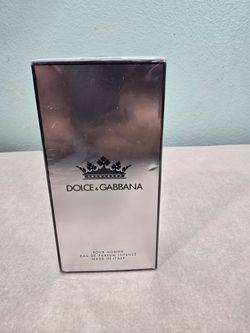 DOLCE & GABBANA
POUR HOMME
EAU DE PARFUM INTENSE
MADE IN ITALY